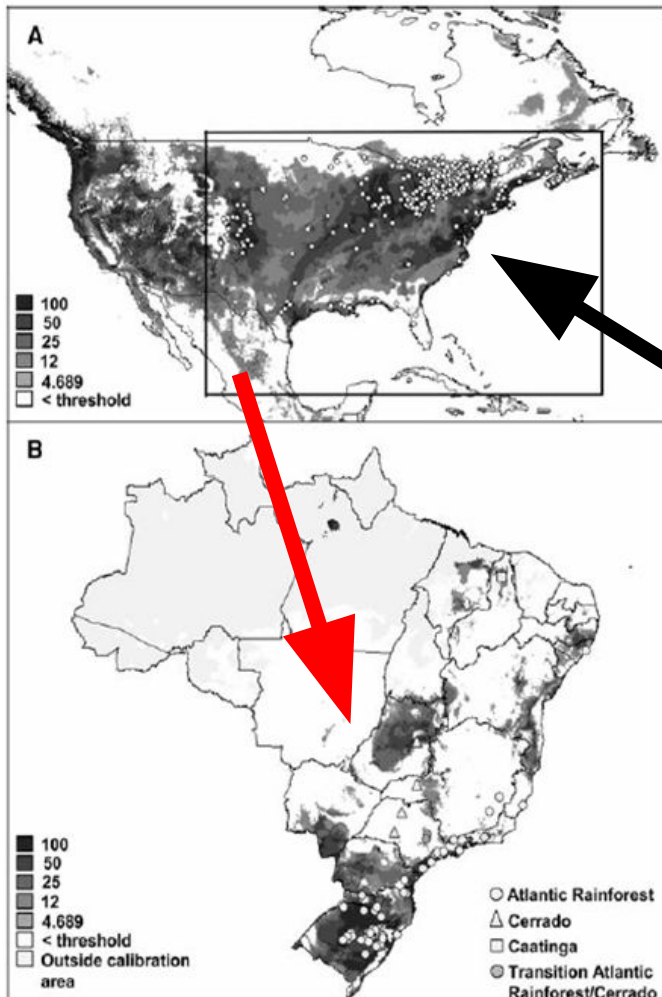 A
100
50
25
12
4.689
< threshold
B
100
50
25
12
4.689
< threshold
Outside calibration
area
Atlantic Rainforest
Cerrado
Caatinga
Transition Atlantic
Rainforest/Cerrado